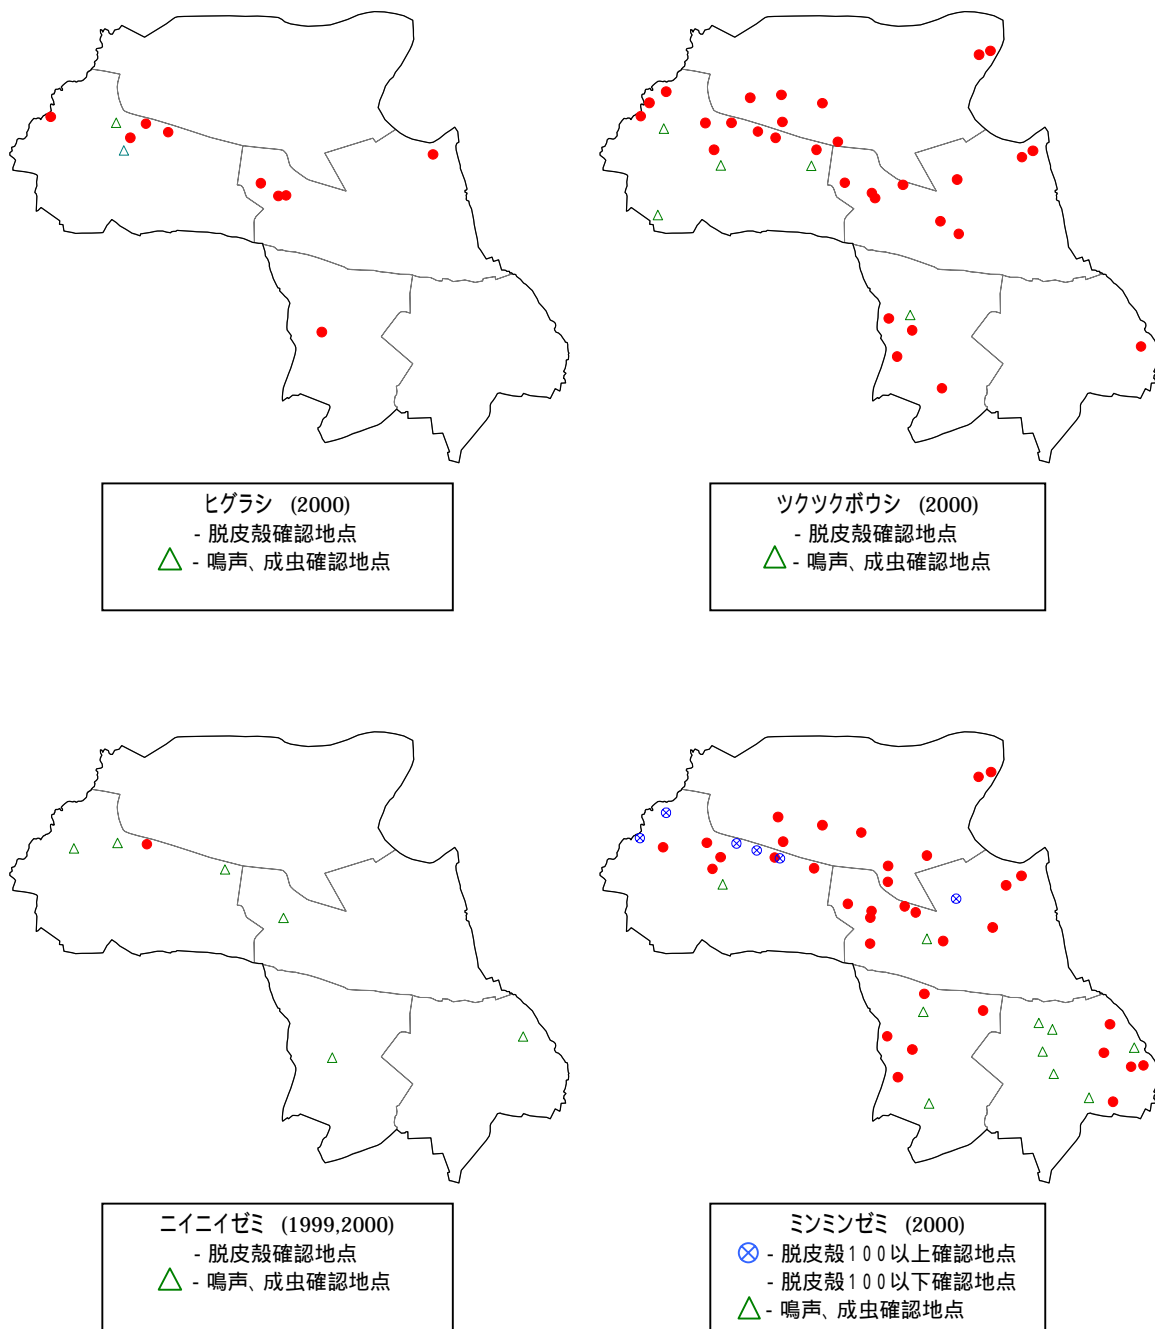 ヒグラシ (2000)
- 脱皮殻確認地点
△ - 鳴声、成虫確認地点
ツクツクボウシ (2000)
- 脱皮殻確認地点
△ - 鳴声、成虫確認地点
ニイニイゼミ (1999,2000)
- 脱皮殻確認地点
△ - 鳴声、成虫確認地点
ミンミンゼミ (2000)
⊗ - 脱皮殻100以上確認地点
- 脱皮殻100以下確認地点
△ - 鳴声、成虫確認地点